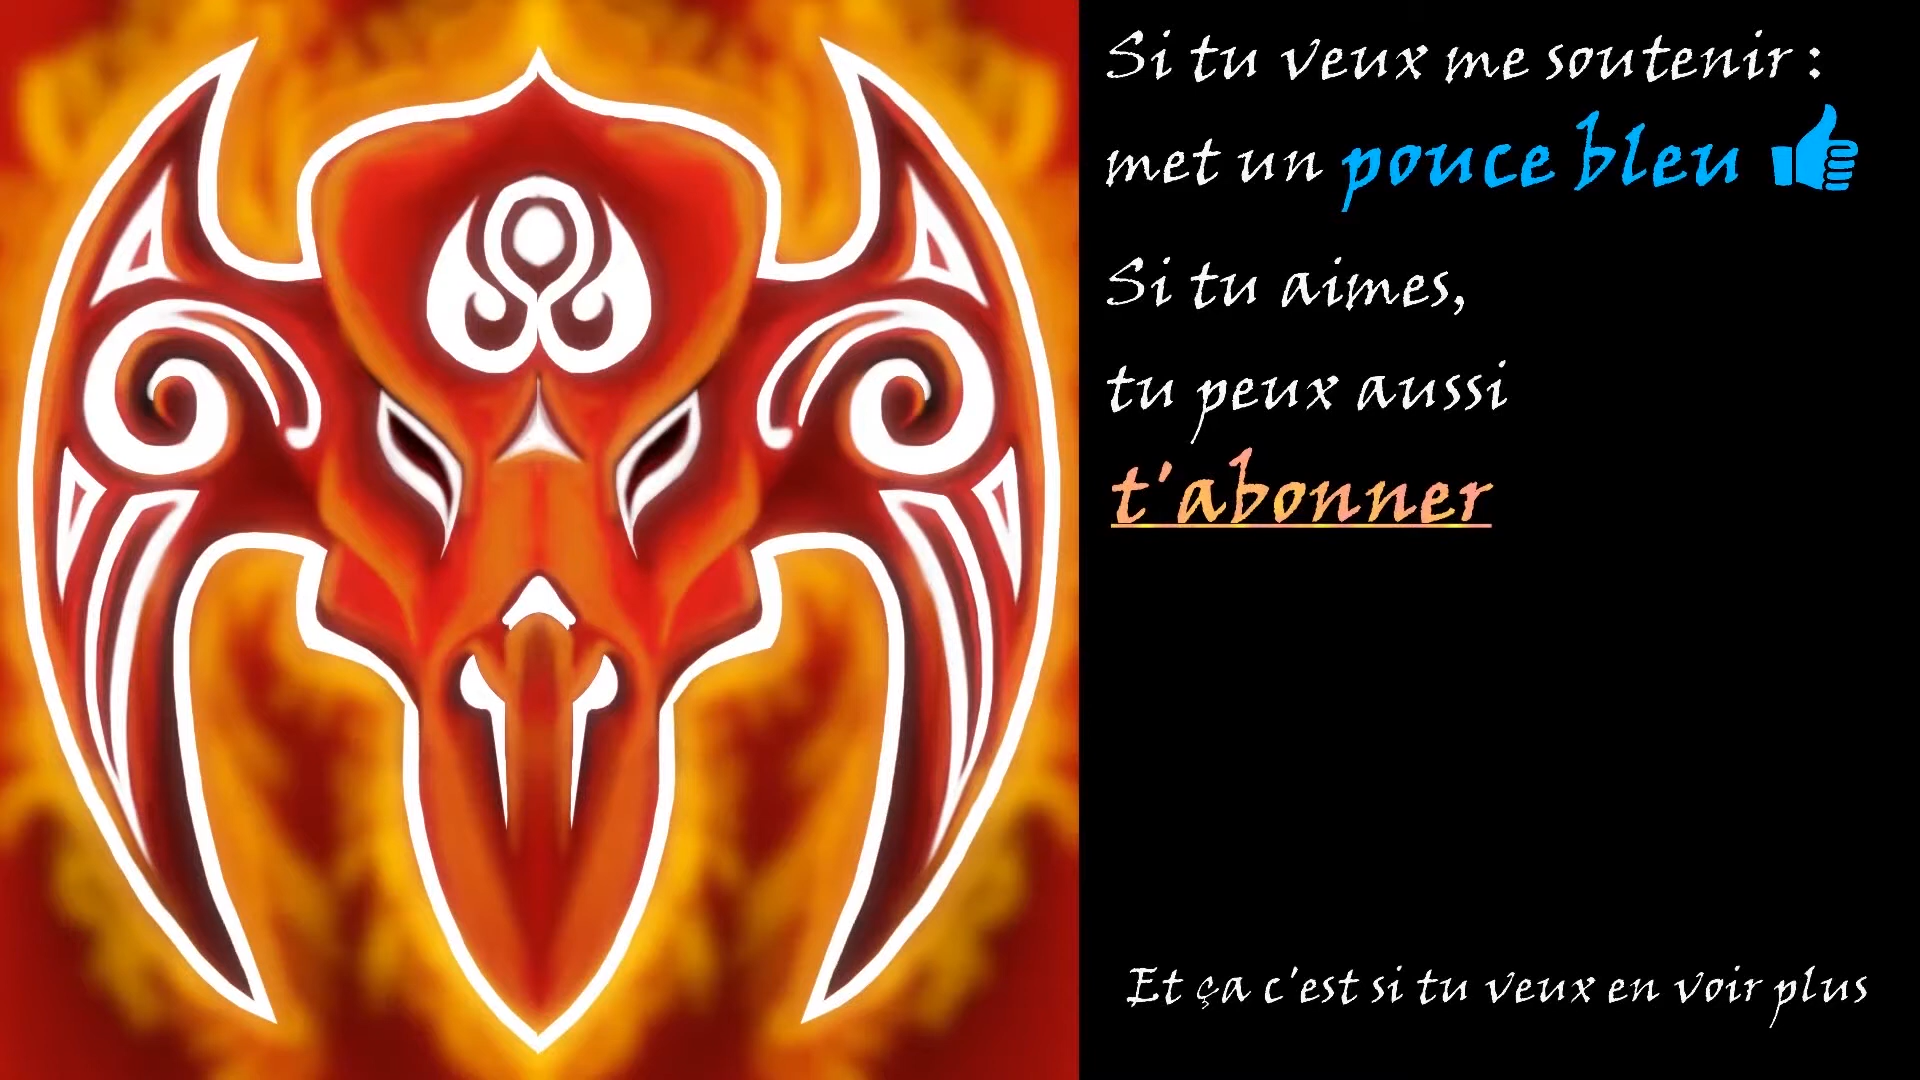 Si tu veux me soutenir :
met un pouce bleu
Si tu aimes,
tu peux aussi
t'abonner
Et ça c'est si tu veux en voir plus